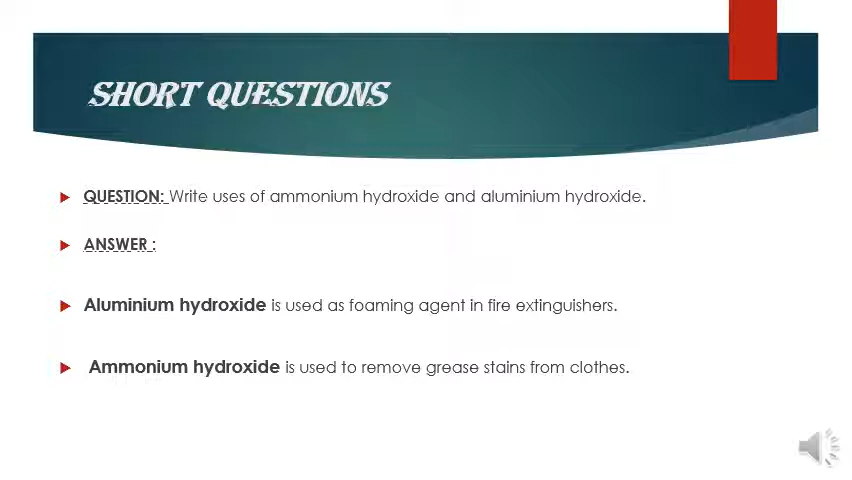 SHORT QUESTIONS
QUESTION: Write uses of ammonium hydroxide and aluminium hydroxide.
ANSWER :
Aluminium hydroxide is used as foaming agent in fire extinguishers.
Ammonium hydroxide is used to remove grease stains from clothes.